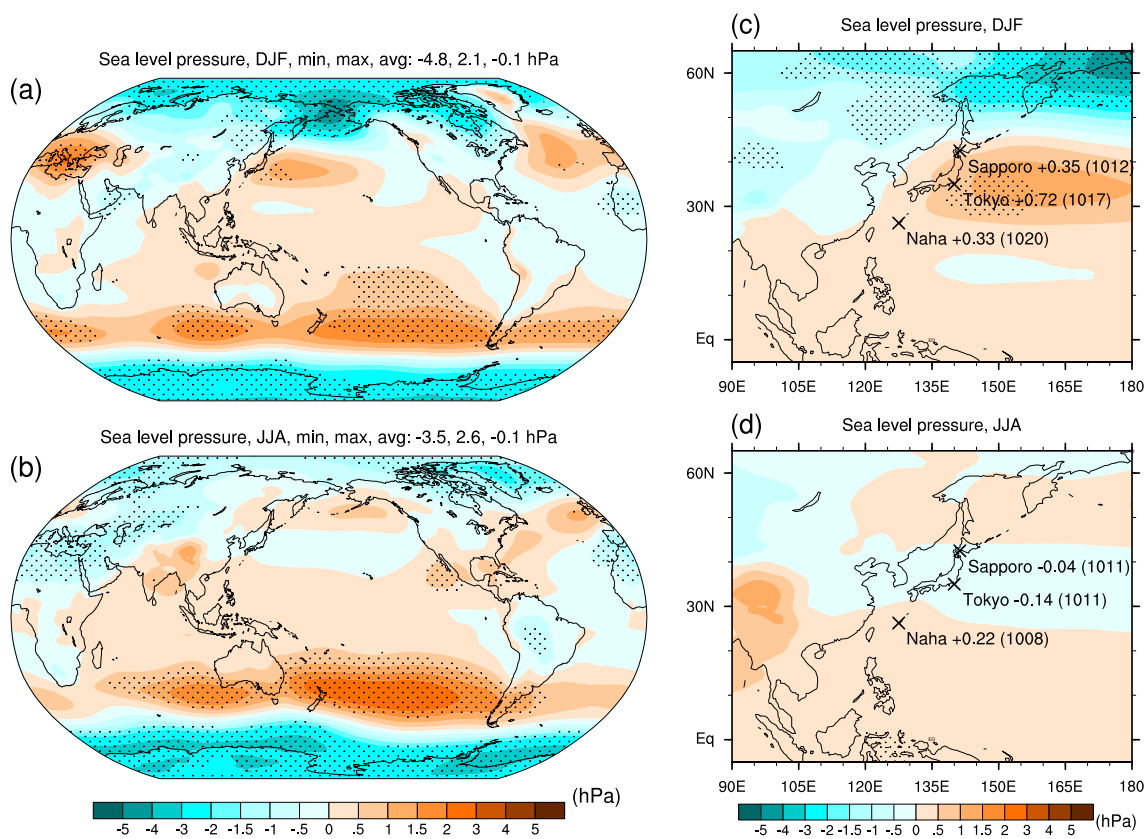 (a)
Sea level pressure, DJF, min, max, avg: -4.8, 2.1, -0.1 hPa
(b)
Sea level pressure, JJA, min, max, avg: -3.5, 2.6, -0.1 hPa
-5 -4 -3 -2 -1.5 -1 -.5 0 .5 1 1.5 2 3 4 5
(hPa)
(c)
Sea level pressure, DJF
60N
30N
Eq
Sapporo +0.35 (1012)
Tokyo +0.72 (1017)
Naha +0.33 (1020)
EQ
90E 105E 120E 135E 150E 165E 180
(d)
Sea level pressure, JJA
60N
30N
Eq
Sapporo -0.04 (1011)
Tokyo -0.14 (1011)
Naha +0.22 (1008)
EQ
90E 105E 120E 135E 150E 165E 180
-5 -4 -3 -2 -1.5 -1 -.5 0 .5 1 1.5 2 3 4 5
(hPa)